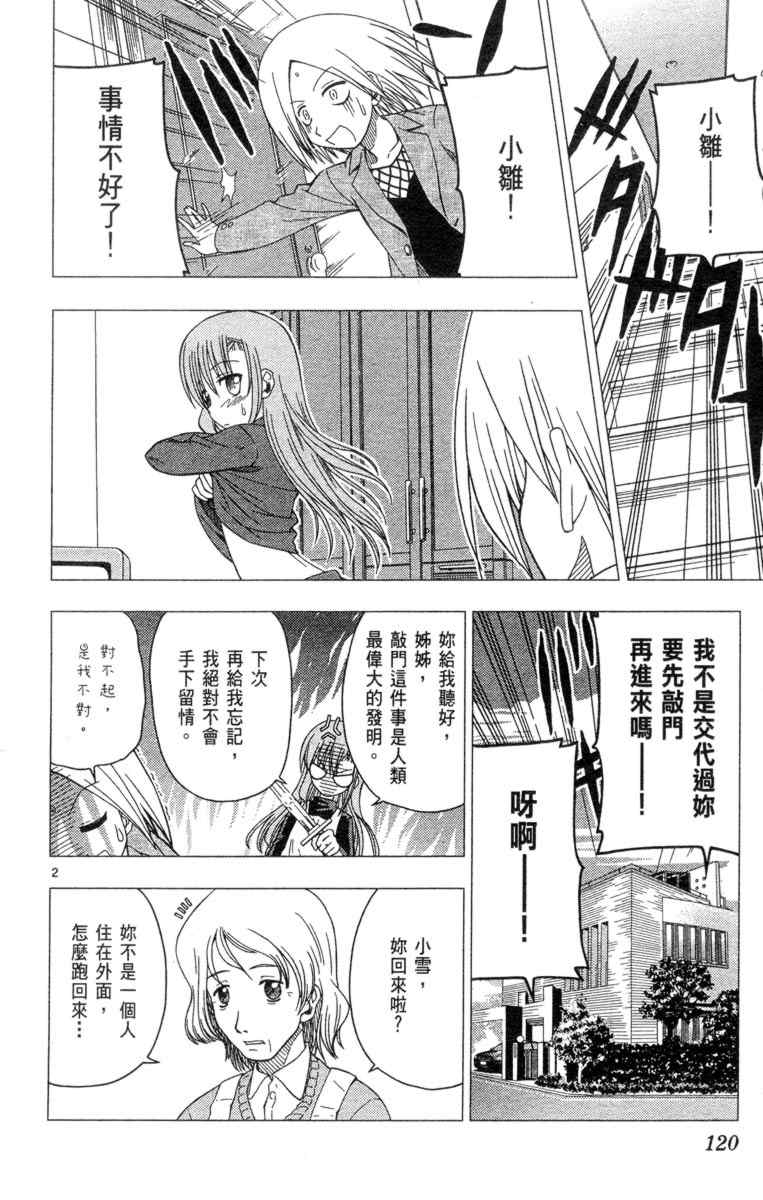 小雛——！
ダダダダ
小雛！
事情不好了！
我不是交代過妳
要先敲門
再進來嗎——！
呀啊——！
妳給我聽好，
姊姊，
敲門這件事是人類
最偉大的發明。
下次
再給我忘記，
我絕對不會
手下留情。
對不起，
是我不對。
2
小雪，
妳回來啦？
妳不是一個人
住在外面，
怎麼跑回來…
120